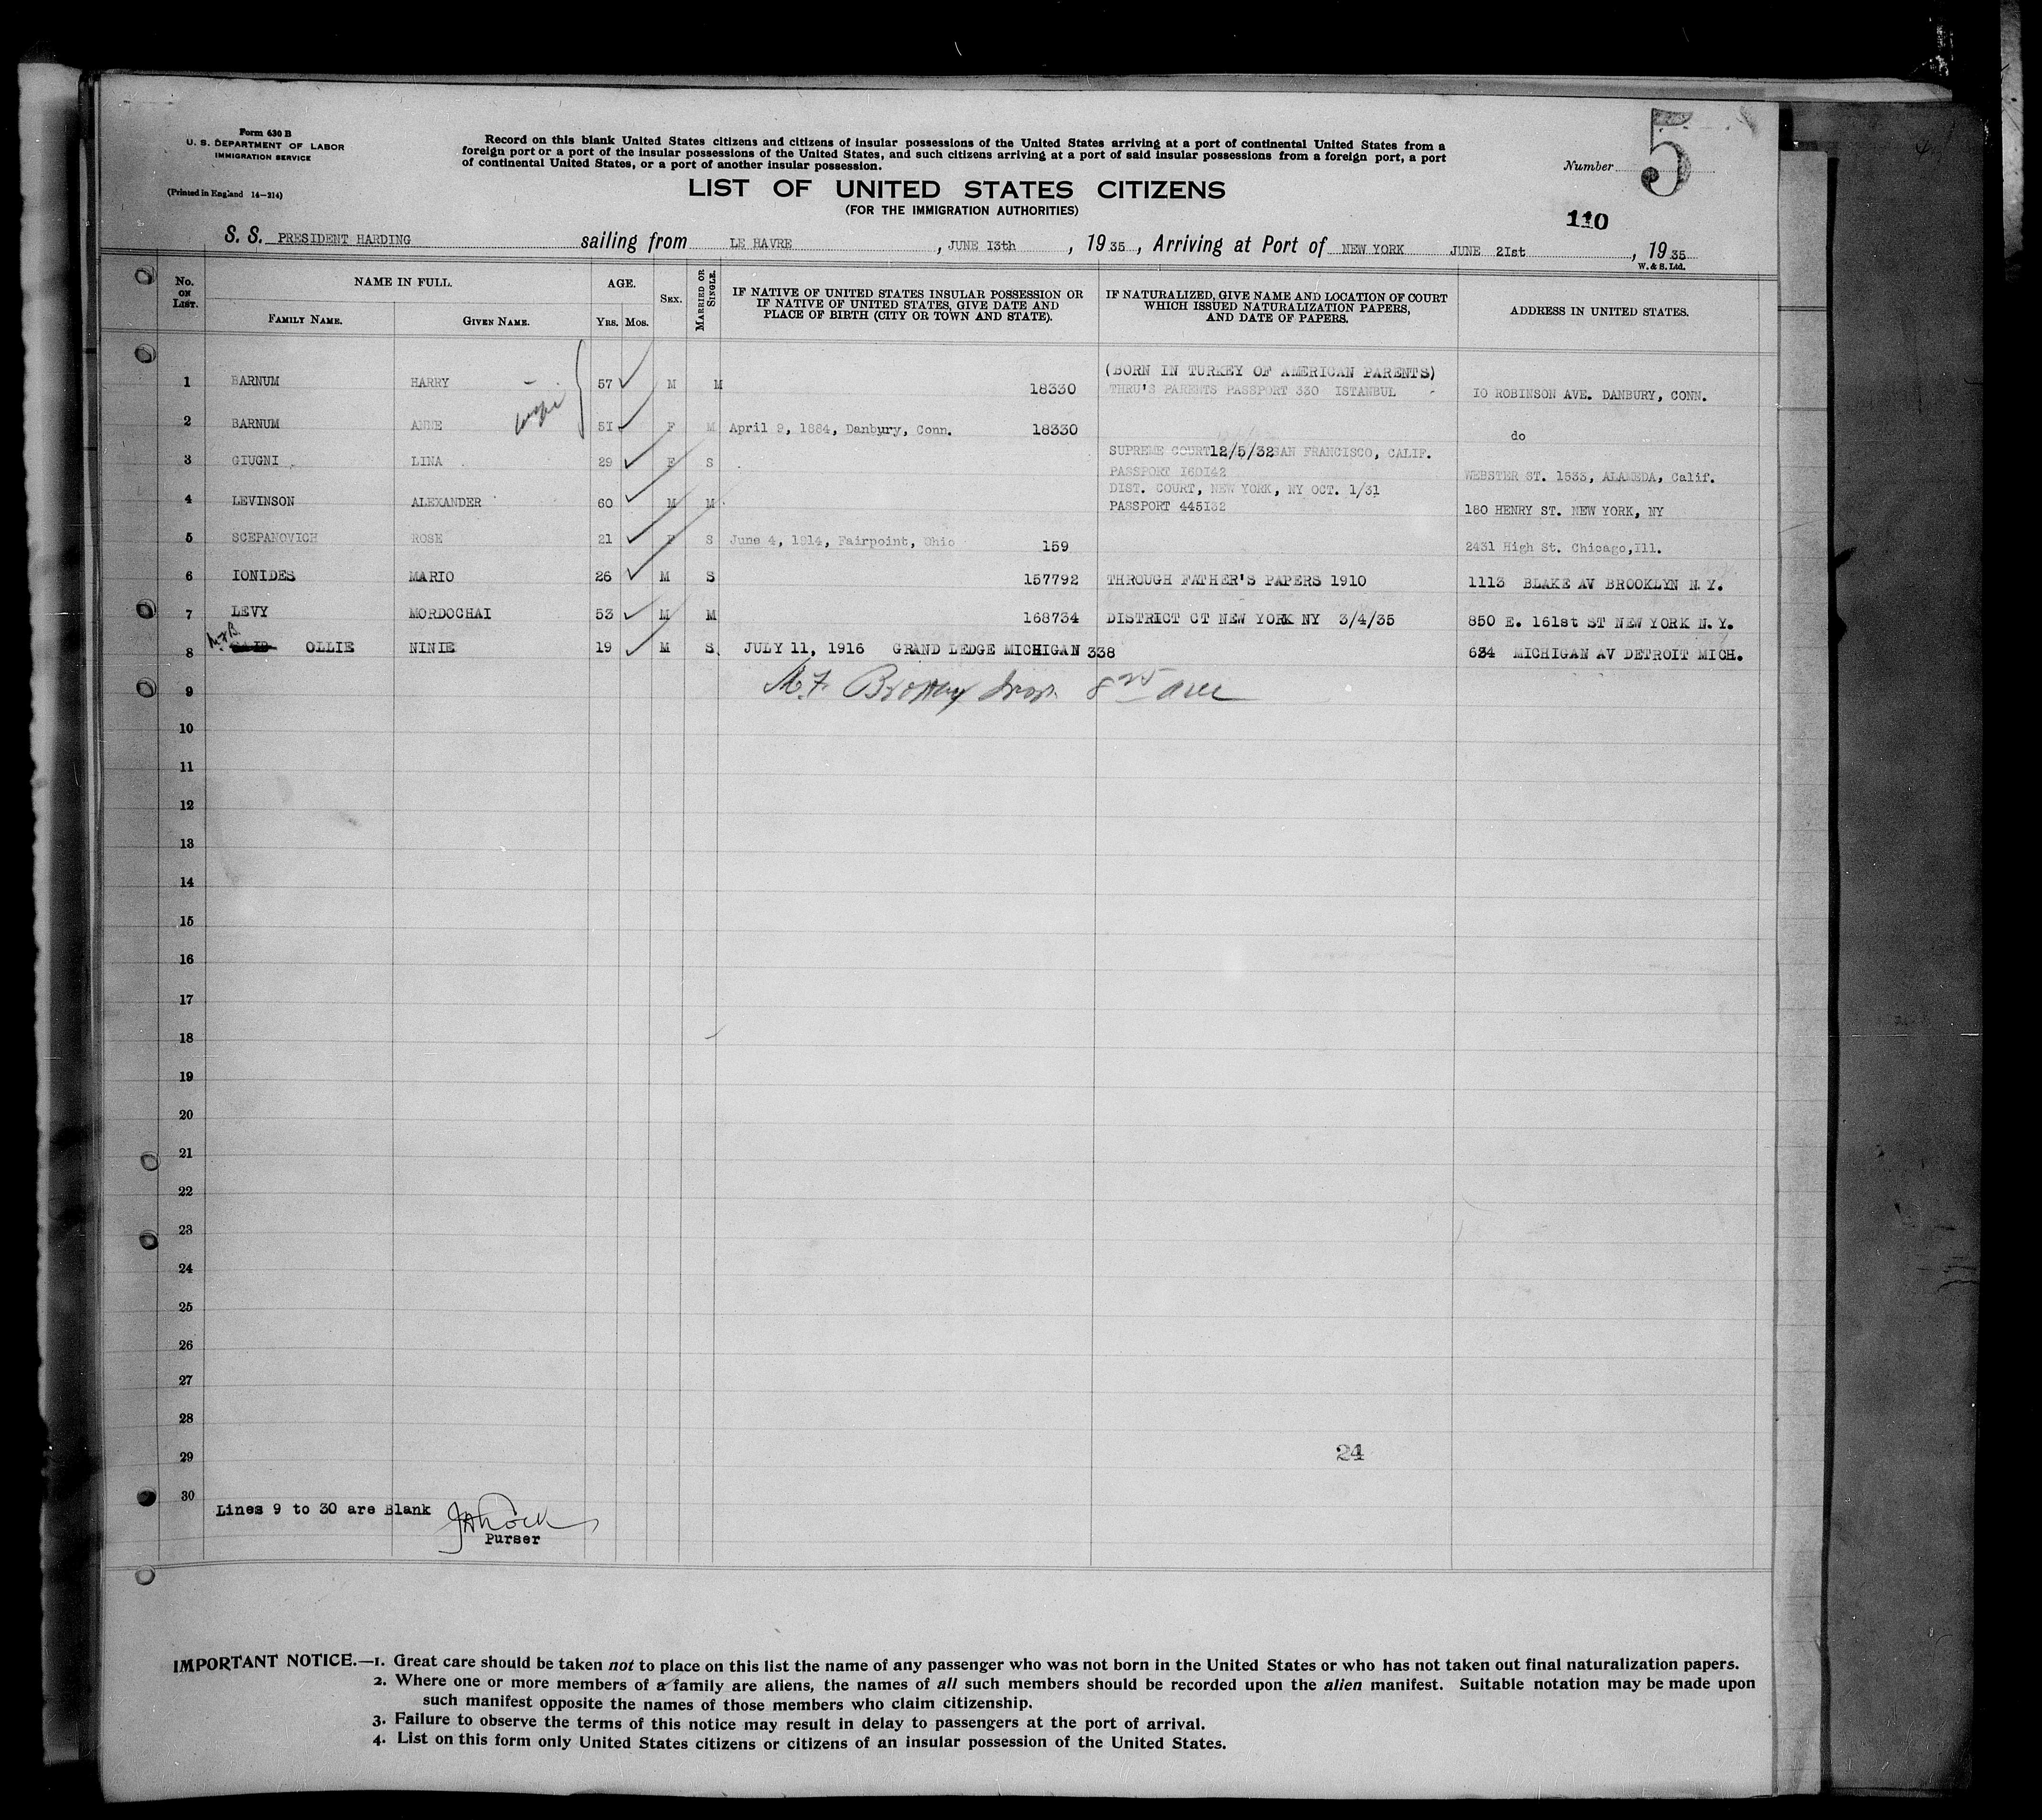 Form 630 B
U. S. DEPARTMENT OF LABOR
IMMIGRATION SERVICE
(Printed in England 14—214)
Record on this blank United States citizens and citizens of insular possessions of the United States arriving at a port of continental United States from a
foreign port or a port of the insular possessions of the United States, and such citizens arriving at a port of said insular possessions from a foreign port, a port
of continental United States, or a port of another insular possession.
Number 5
LIST OF UNITED STATES CITIZENS
(FOR THE IMMIGRATION AUTHORITIES)
110
S. S. PRESIDENT HARDING sailing from LE HAVRE, JUNE 13th, 1935, Arriving at Port of NEW YORK JUNE 21st, 1935
W. & S. Ltd.
No. ON LIST. NAME IN FULL. FAMILY NAME. GIVEN NAME. AGE. YRS. MOS. SEX. MARRIED OR SINGLE. IF NATIVE OF UNITED STATES INSULAR POSSESSION OR IF NATIVE OF UNITED STATES, GIVE DATE AND PLACE OF BIRTH (CITY OR TOWN AND STATE). IF NATURALIZED, GIVE NAME AND LOCATION OF COURT WHICH ISSUED NATURALIZATION PAPERS, AND DATE OF PAPERS. ADDRESS IN UNITED STATES.
(BORN IN TURKEY OF AMERICAN PARENTS)
1 BARNUM HARRY 57 M M 18330 THRU'S PARENTS PASSPORT 330 ISTANBUL 10 ROBINSON AVE. DANBURY, CONN.
2 BARNUM ANNE 51 F M April 9, 1884, Danbury, Conn. 18330 do
SUPREME COURT 12/5/32 SAN FRANCISCO, CALIF.
3 GIUGNI LINA 29 F S PASSPORT 160142 WEBSTER ST. 1533, ALAMEDA, Calif.
DIST. COURT, NEW YORK, NY OCT. 1/31
4 LEVINSON ALEXANDER 60 M M PASSPORT 445132 180 HENRY ST. NEW YORK, NY
5 SCEPANOVICH ROSE 21 F S June 4, 1914, Fairpoint, Ohio 159 2431 High St. Chicago,Ill.
6 IONIDES MARIO 26 M S 157792 THROUGH FATHER'S PAPERS 1910 1113 BLAKE AV BROOKLYN N.Y.
7 LEVY MORDOCHAI 53 M M 168734 DISTRICT CT NEW YORK NY 3/4/35 850 E. 161st ST NEW YORK N.Y.
8 OLLIE NINIE 19 M S JULY 11, 1916 GRAND LEDGE MICHIGAN 338 634 MICHIGAN AV DETROIT MICH.
9
10
11
12
13
14
15
16
17
18
19
20
21
22
23
24
25
26
27
28
29 24
30
Lines 9 to 30 are Blank
Purser
IMPORTANT NOTICE.—1. Great care should be taken not to place on this list the name of any passenger who was not born in the United States or who has not taken out final naturalization papers.
2. Where one or more members of a family are aliens, the names of all such members should be recorded upon the alien manifest. Suitable notation may be made upon
such manifest opposite the names of those members who claim citizenship.
3. Failure to observe the terms of this notice may result in delay to passengers at the port of arrival.
4. List on this form only United States citizens or citizens of an insular possession of the United States.